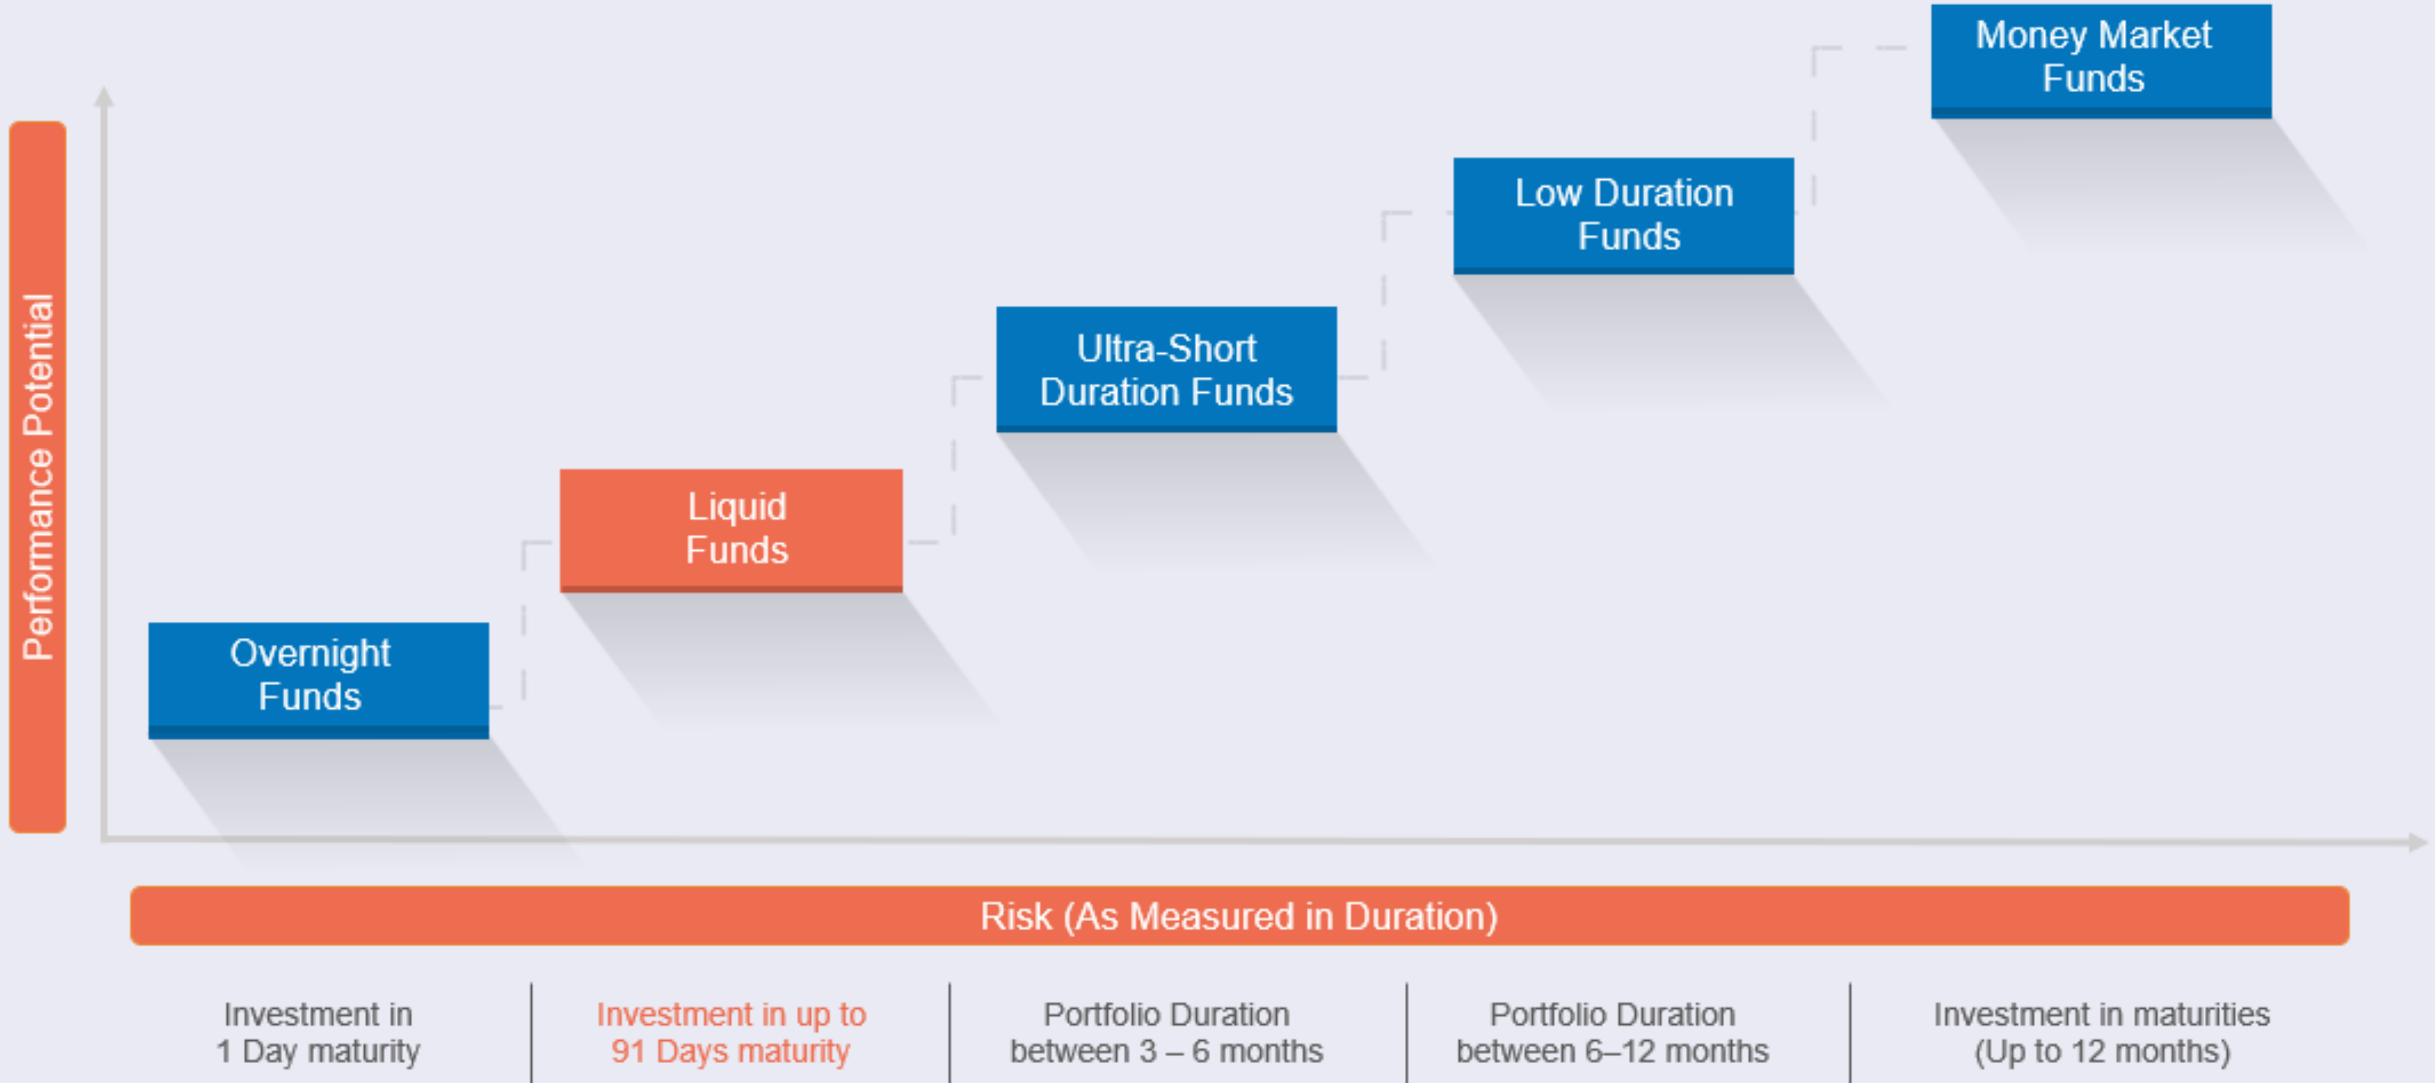 Money Market
Funds
Low Duration
Funds
Ultra-Short
Duration Funds
Liquid
Funds
Overnight
Funds
Performance Potential
Risk (As Measured in Duration)
Investment in
1 Day maturity
Investment in up to
91 Days maturity
Portfolio Duration
between 3 – 6 months
Portfolio Duration
between 6–12 months
Investment in maturities
(Up to 12 months)